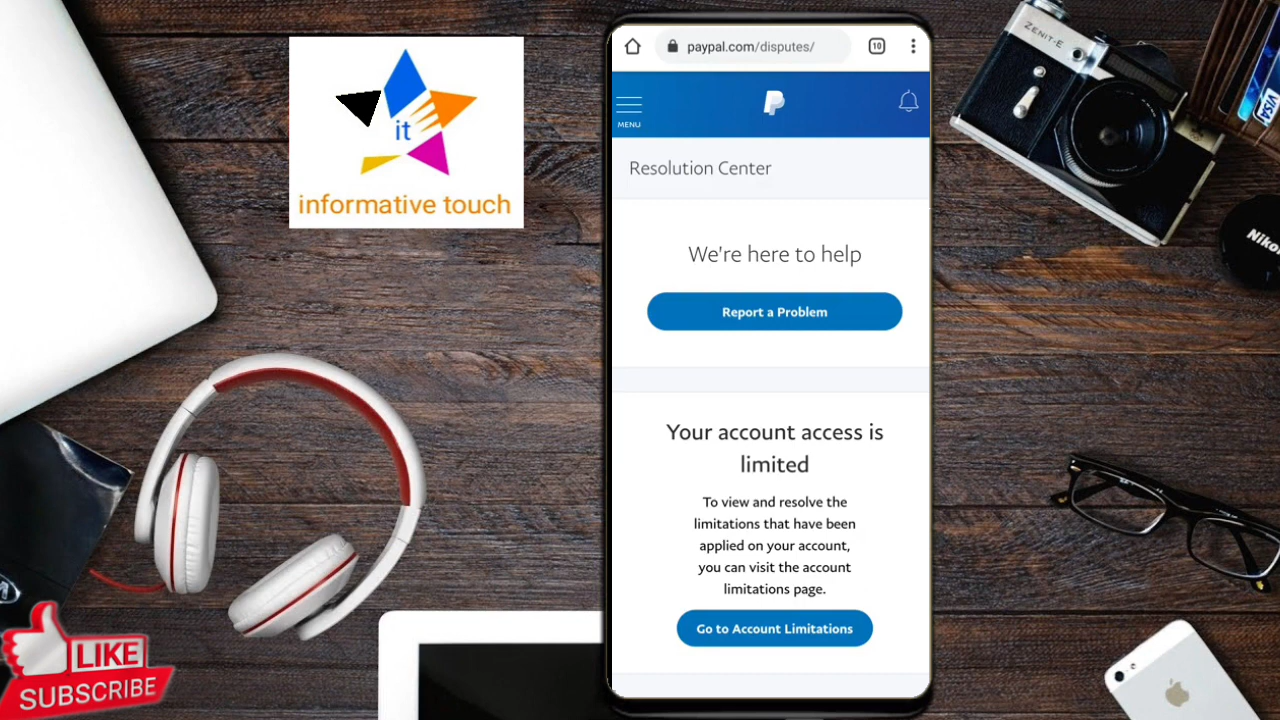 it
informative touch
LIKE
SUBSCRIBE
paypal.com/disputes/
10
MENU
Resolution Center
We're here to help
Report a Problem
Your account access is
limited
To view and resolve the
limitations that have been
applied on your account,
you can visit the account
limitations page.
Go to Account Limitations
ZENIT-E
VISA
Nikon